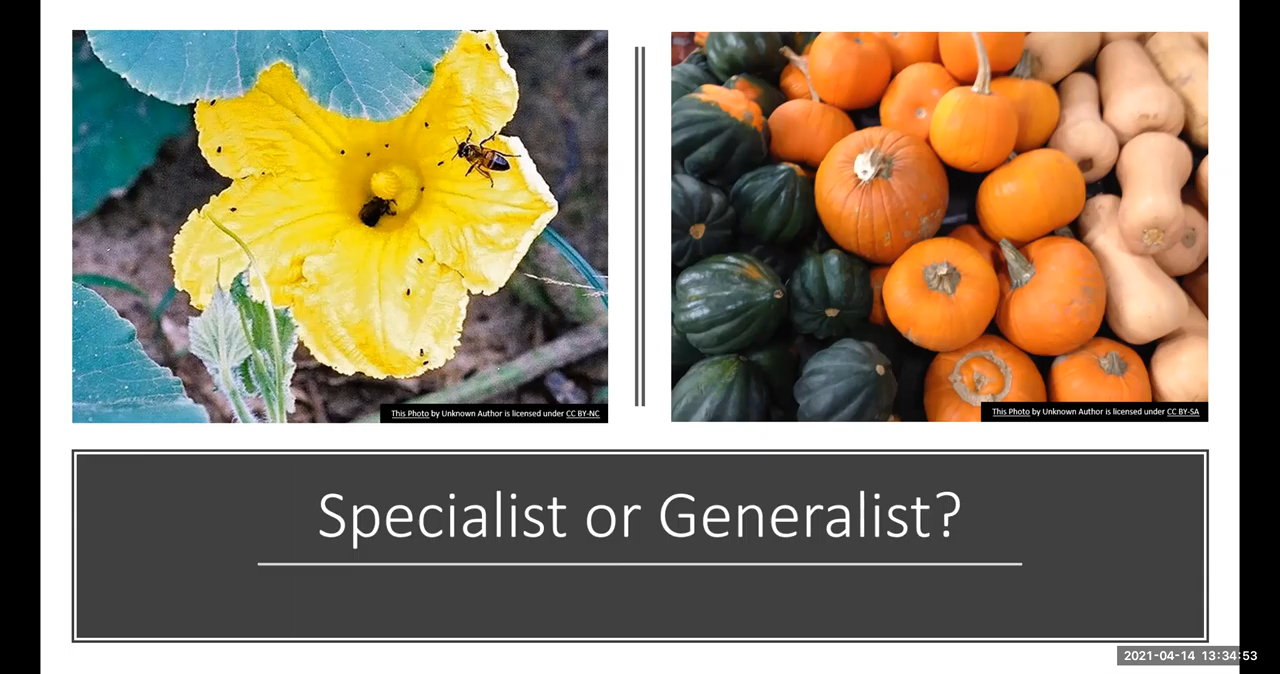 This Photo by Unknown Author is licensed under CC BY-NC
This Photo by Unknown Author is licensed under CC BY-SA
Specialist or Generalist?
2021-04-14 13:34:53